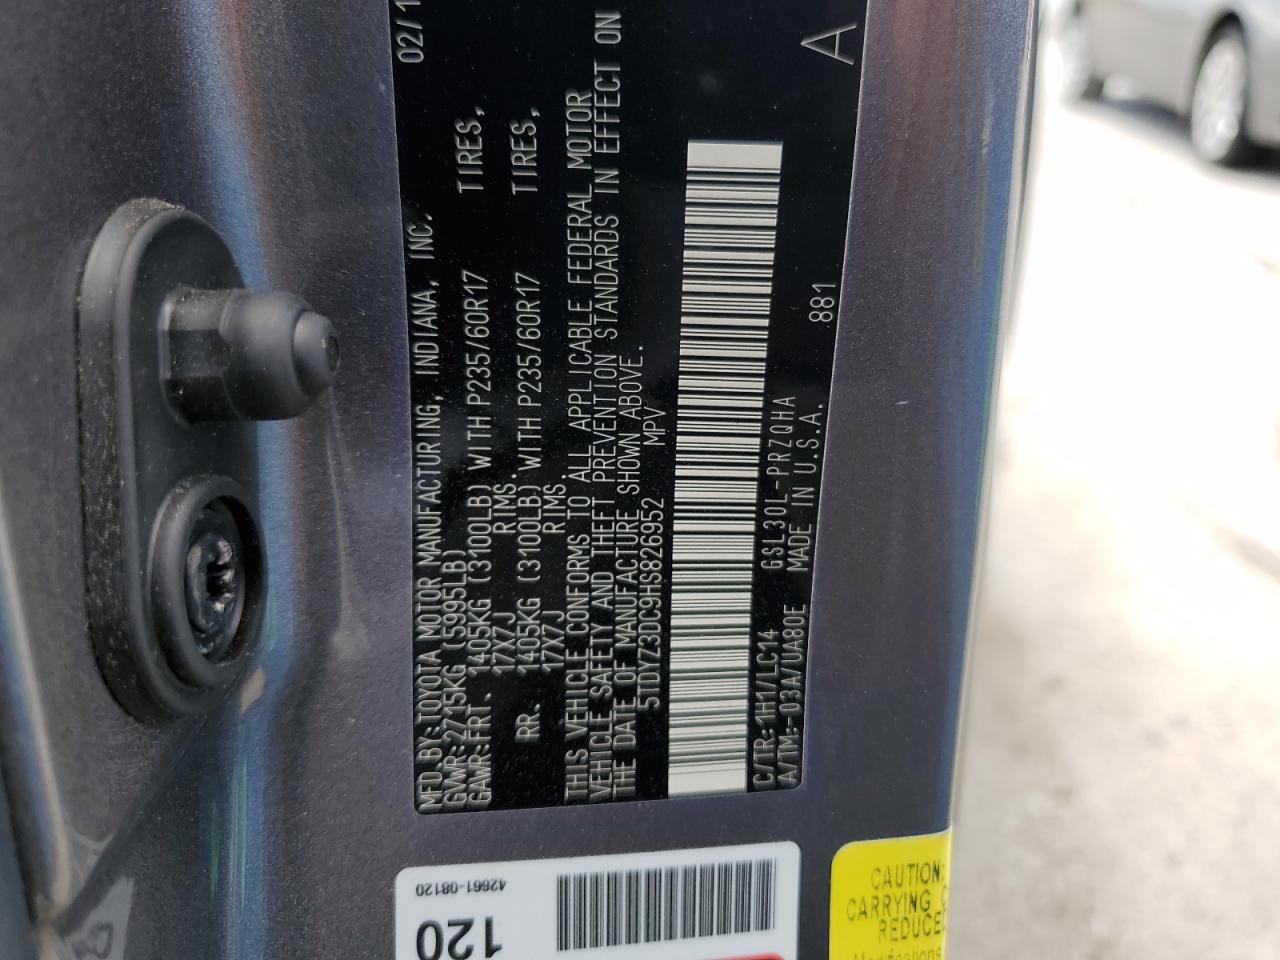 MFD.BY:TOYOTA MOTOR MANUFACTURING, INDIANA, INC. 02/1
GVWR:2715KG (5995LB)
GAWR:FRT. 1405KG (3100LB) WITH P235/60R17 TIRES,
17X7J RIMS.
RR. 1405KG (3100LB) WITH P235/60R17 TIRES,
17X7J RIMS
THIS VEHICLE CONFORMS TO ALL APPLICABLE FEDERAL MOTOR
VEHICLE SAFETY AND THEFT PREVENTION STANDARDS IN EFFECT ON
THE DATE OF MANUFACTURE SHOWN ABOVE.
5TDYZ3DC9HS826952 MPV
C/TR:1H1/LC14 GSL30L-PRZQHA 881 A
A/TM:-03A/UA80E MADE IN U.S.A.
42661-08120
120
CAUTION:
CARRYING C
REDUCE
Modifications